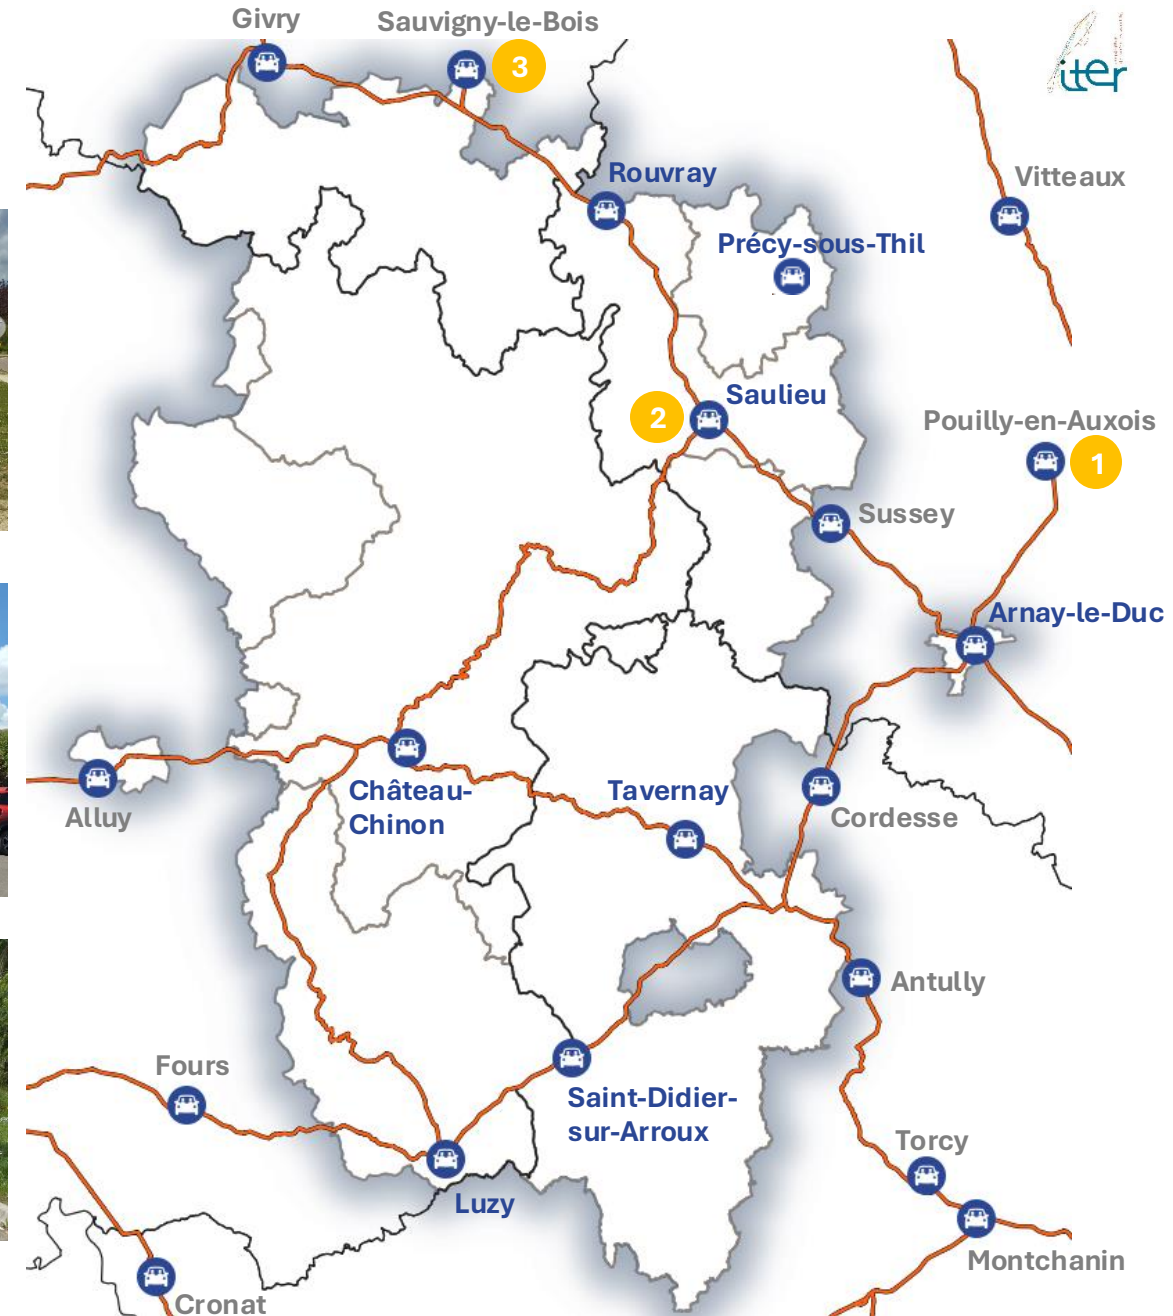 Givry
Sauvigny-le-Bois
3
iter
Rouvray
Vitteaux
Précy-sous-Thil
Saulieu
2
Pouilly-en-Auxois
1
Sussey
Arnay-le-Duc
Château-
Chinon
Tavernay
Alluy
Cordesse
Antully
Fours
Saint-Didier-
sur-Arroux
Torcy
Luzy
Montchanin
Cronat